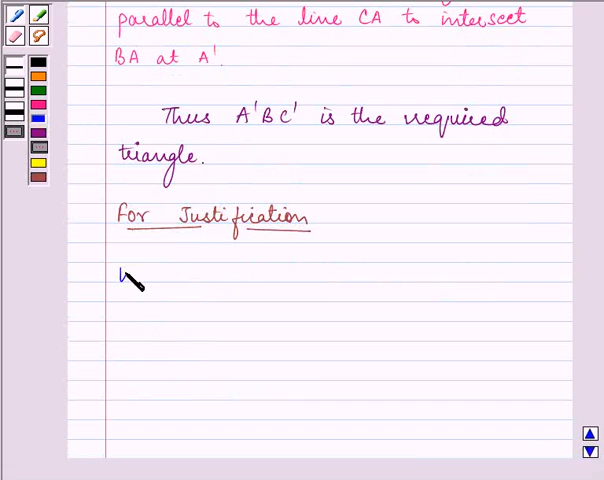 parallel to the line CA to intersect
BA at A'.
Thus A'BC' is the required
triangle.
For Justification